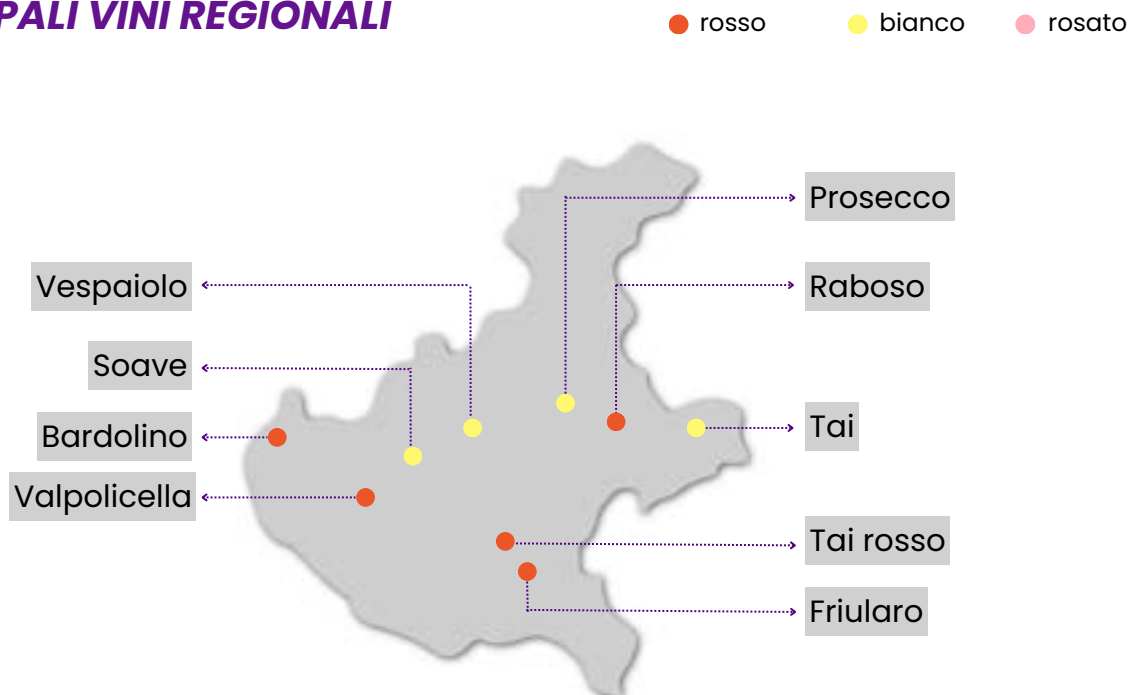 PALI VINI REGIONALI
rosso
bianco
rosato
Prosecco
Vespaiolo
Raboso
Soave
Bardolino
Tai
Valpolicella
Tai rosso
Friularo